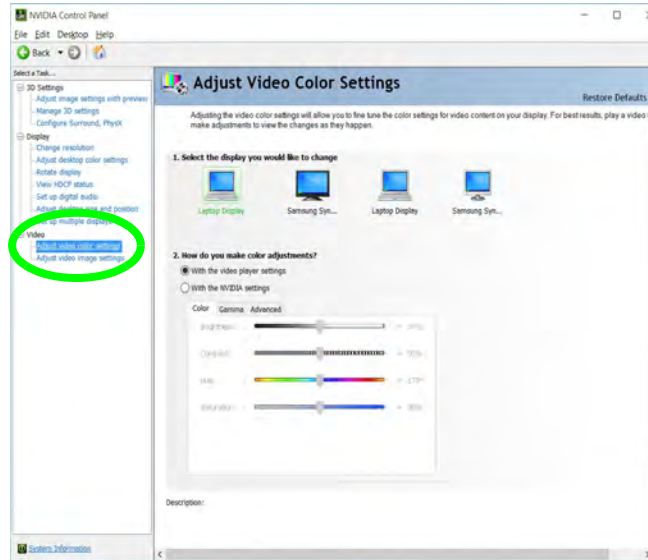 NVIDIA Control Panel
File Edit Desktop Help
Back
Select a Task...
3D Settings
Adjust image settings with preview
Manage 3D settings
Configure Surround, PhysX
Display
Change resolution
Adjust desktop color settings
Rotate display
View HDCP status
Set up digital audio
Adjust desktop size and position
Set up multiple displays
Video
Adjust video color settings
Adjust video image settings
System Information
Adjust Video Color Settings
Restore Defaults
Adjusting the video color settings will allow you to fine tune the color settings for video content on your display. For best results, play a video
make adjustments to view the changes as they happen.
1. Select the display you would like to change
Laptop Display Samsung Syn... Laptop Display Samsung Syn...
2. How do you make color adjustments?
With the video player settings
With the NVIDIA settings
Color Gamma Advanced
Brightness:
Contrast:
Hue:
Saturation:
Description: